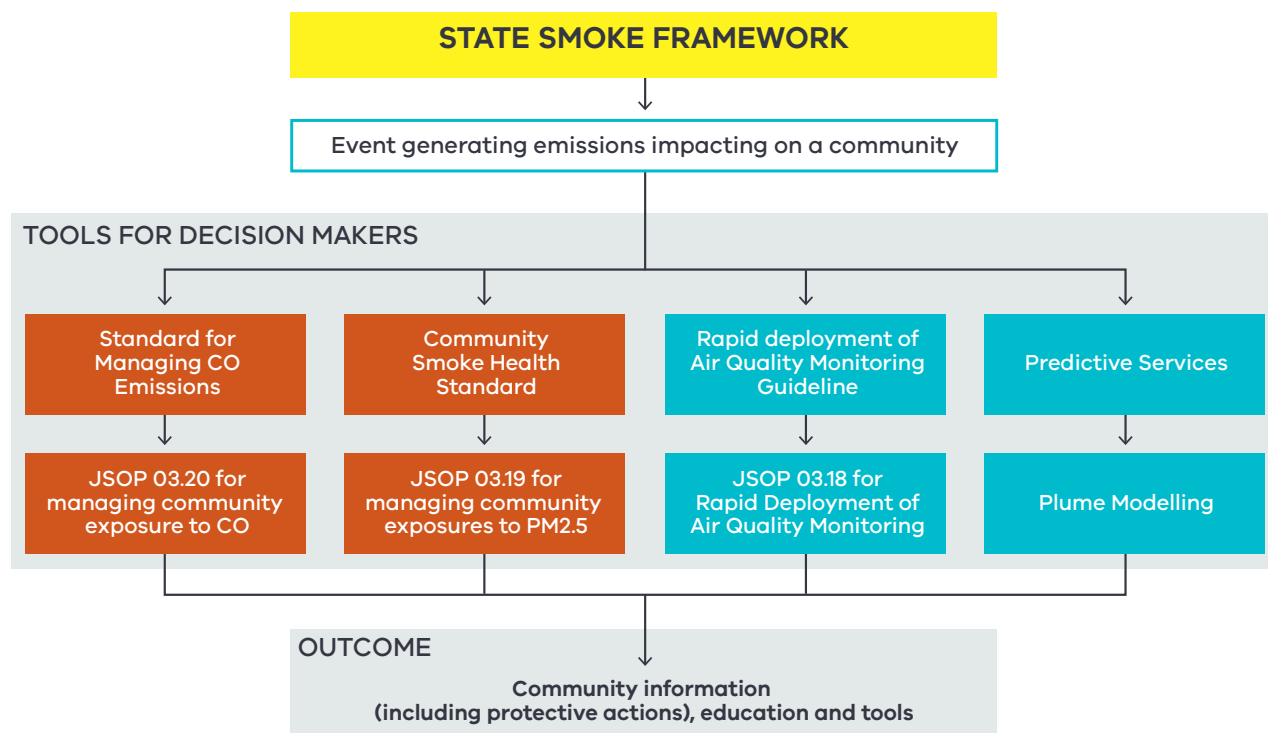 STATE SMOKE FRAMEWORK
Event generating emissions impacting on a community
TOOLS FOR DECISION MAKERS
Standard for
Managing CO
Emissions
Community
Smoke Health
Standard
Rapid deployment of
Air Quality Monitoring
Guideline
Predictive Services
JSOP 03.20 for
managing community
exposure to CO
JSOP 03.19 for
managing community
exposures to PM2.5
JSOP 03.18 for
Rapid Deployment of
Air Quality Monitoring
Plume Modelling
OUTCOME
Community information
(including protective actions), education and tools